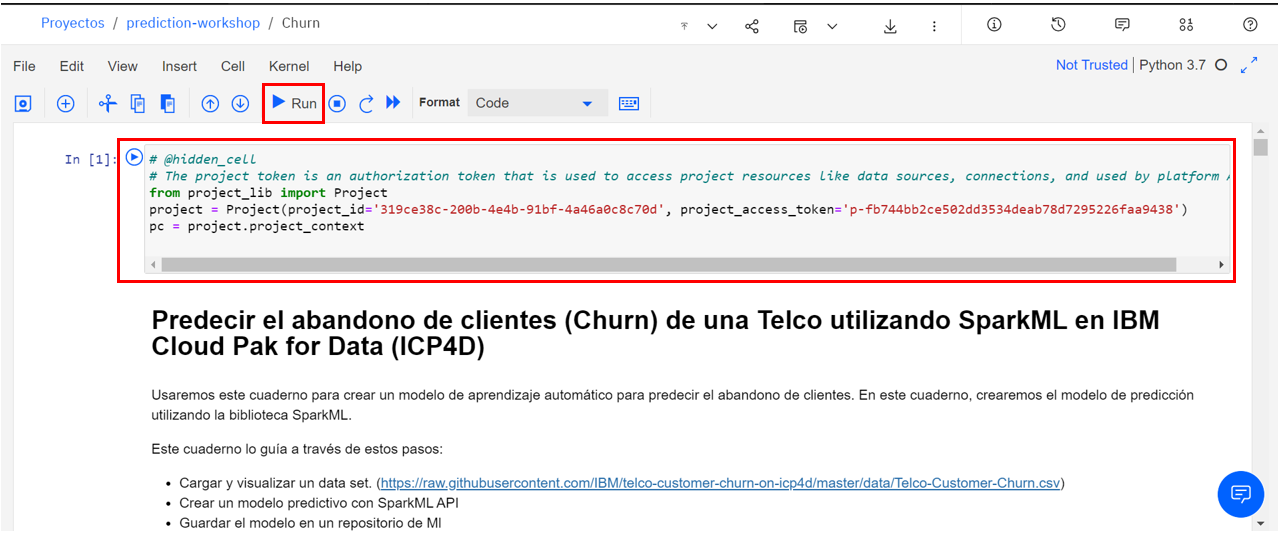 Proyectos / prediction-workshop / Churn
File Edit View Insert Cell Kernel Help
Not Trusted | Python 3.7
Run
Format Code
In [1]:
# @hidden_cell
# The project token is an authorization token that is used to access project resources like data sources, connections, and used by platform
from project_lib import Project
project = Project(project_id='319ce38c-200b-4e4b-91bf-4a46a0c8c70d', project_access_token='p-fb744bb2ce502dd3534deab78d7295226faa9438')
pc = project.project_context
Predecir el abandono de clientes (Churn) de una Telco utilizando SparkML en IBM
Cloud Pak for Data (ICP4D)
Usaremos este cuaderno para crear un modelo de aprendizaje automático para predecir el abandono de clientes. En este cuaderno, crearemos el modelo de predicción
utilizando la biblioteca SparkML.
Este cuaderno lo guía a través de estos pasos:
• Cargar y visualizar un data set. (https://raw.githubusercontent.com/IBM/telco-customer-churn-on-icp4d/master/data/Telco-Customer-Churn.csv)
• Crear un modelo predictivo con SparkML API
• Guardar el modelo en un repositorio de Ml